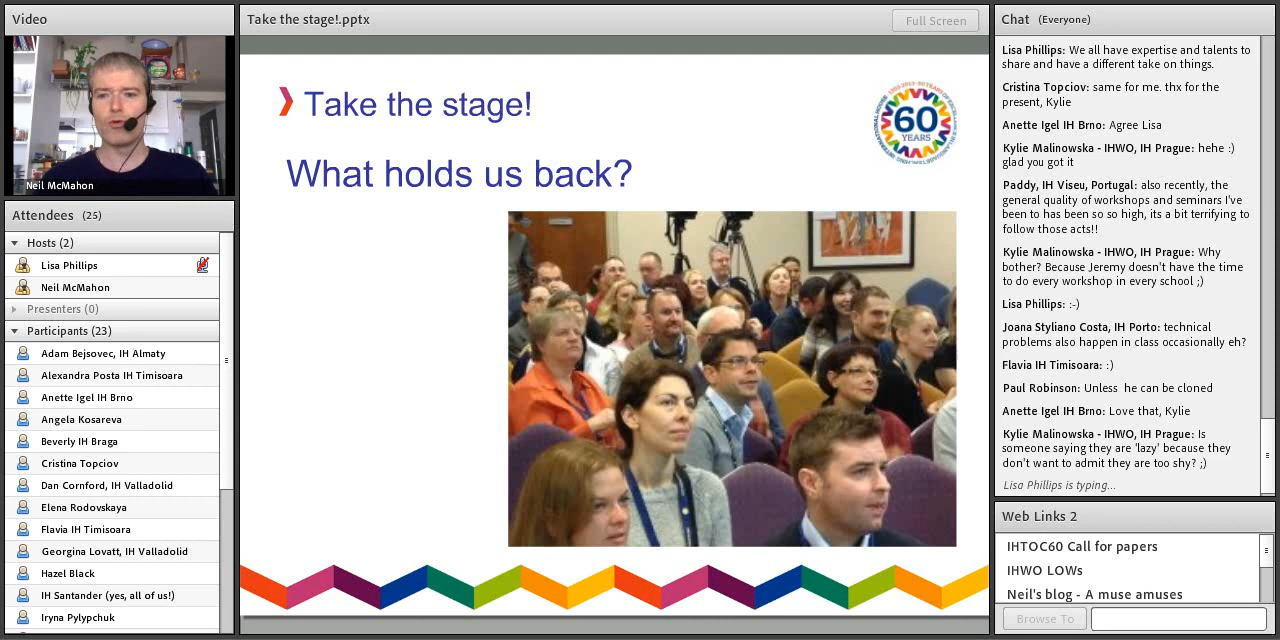 Video
Neil McMahon
Attendees (25)
Hosts (2)
Lisa Phillips
Neil McMahon
Presenters (0)
Participants (23)
Adam Bejsovec, IH Almaty
Alexandra Posta IH Timisoara
Anette Igel IH Brno
Angela Kosareva
Beverly IH Braga
Cristina Topciov
Dan Cornford, IH Valladolid
Elena Rodovskaya
Flavia IH Timisoara
Georgina Lovatt, IH Valladolid
Hazel Black
IH Santander (yes, all of us!)
Iryna Pylypchuk
Take the stage!.pptx
Full Screen
Take the stage!
60
YEARS
What holds us back?
Chat (Everyone)
Lisa Phillips: We all have expertise and talents to
share and have a different take on things.
Cristina Topciov: same for me. thx for the
present, Kylie
Anette Igel IH Brno: Agree Lisa
Kylie Malinowska - IHWO, IH Prague: hehe :)
glad you got it
Paddy, IH Viseu, Portugal: also recently, the
general quality of workshops and seminars I've
been to has been so so high, its a bit terrifying to
follow those acts!!
Kylie Malinowska - IHWO, IH Prague: Why
bother? Because Jeremy doesn't have the time
to do every workshop in every school ;)
Lisa Phillips: :-)
Joana Styliano Costa, IH Porto: technical
problems also happen in class occasionally eh?
Flavia IH Timisoara: :)
Paul Robinson: Unless he can be cloned
Anette Igel IH Brno: Love that, Kylie
Kylie Malinowska - IHWO, IH Prague: Is
someone saying they are 'lazy' because they
don't want to admit they are too shy? ;)
Lisa Phillips is typing...
Web Links 2
IHTOC60 Call for papers
IHWO LOWs
Neil's blog - A muse amuses
Browse To